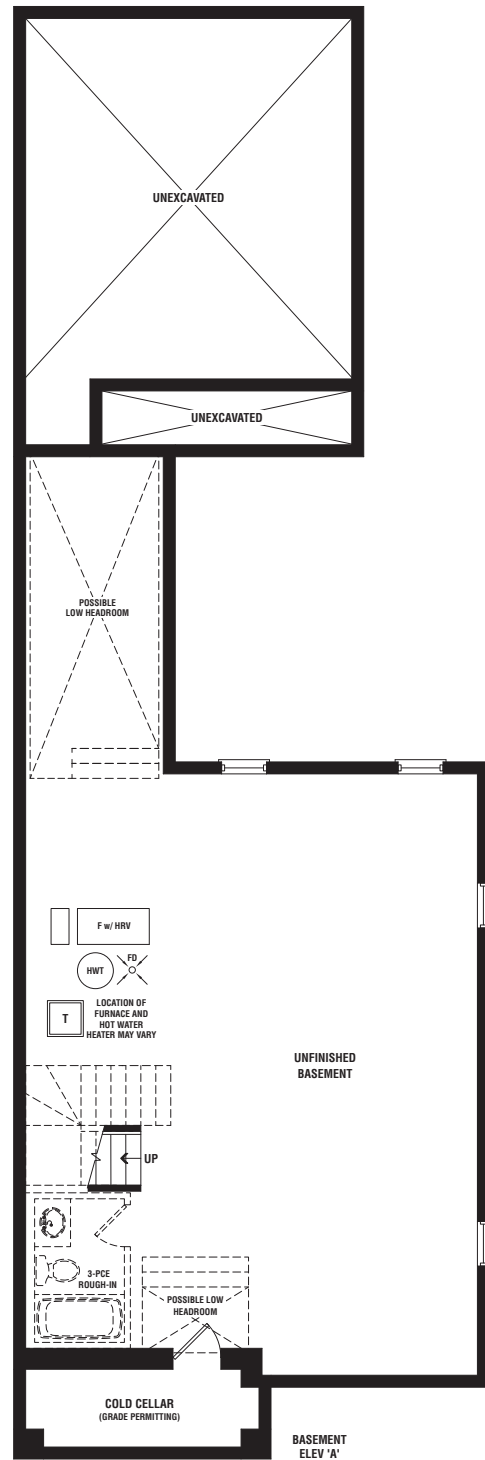 UNEXCAVATED
UNEXCAVATED
POSSIBLE
LOW HEADROOM
F w/ HRV
FD
HWT
T
LOCATION OF
FURNACE AND
HOT WATER
HEATER MAY VARY
UNFINISHED
BASEMENT
UP
3-PCE
ROUGH-IN
POSSIBLE LOW
HEADROOM
COLD CELLAR
(GRADE PERMITTING)
BASEMENT
ELEV 'A'